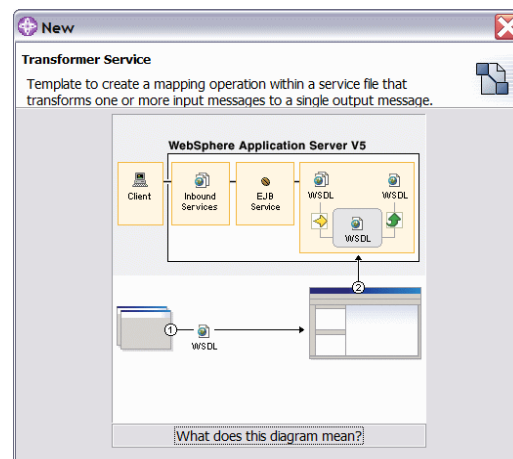 New
Transformer Service
Template to create a mapping operation within a service file that
transforms one or more input messages to a single output message.
WebSphere Application Server V5
Client
Inbound
Services
EJB
Service
WSDL
WSDL
WSDL
2
1
WSDL
What does this diagram mean?